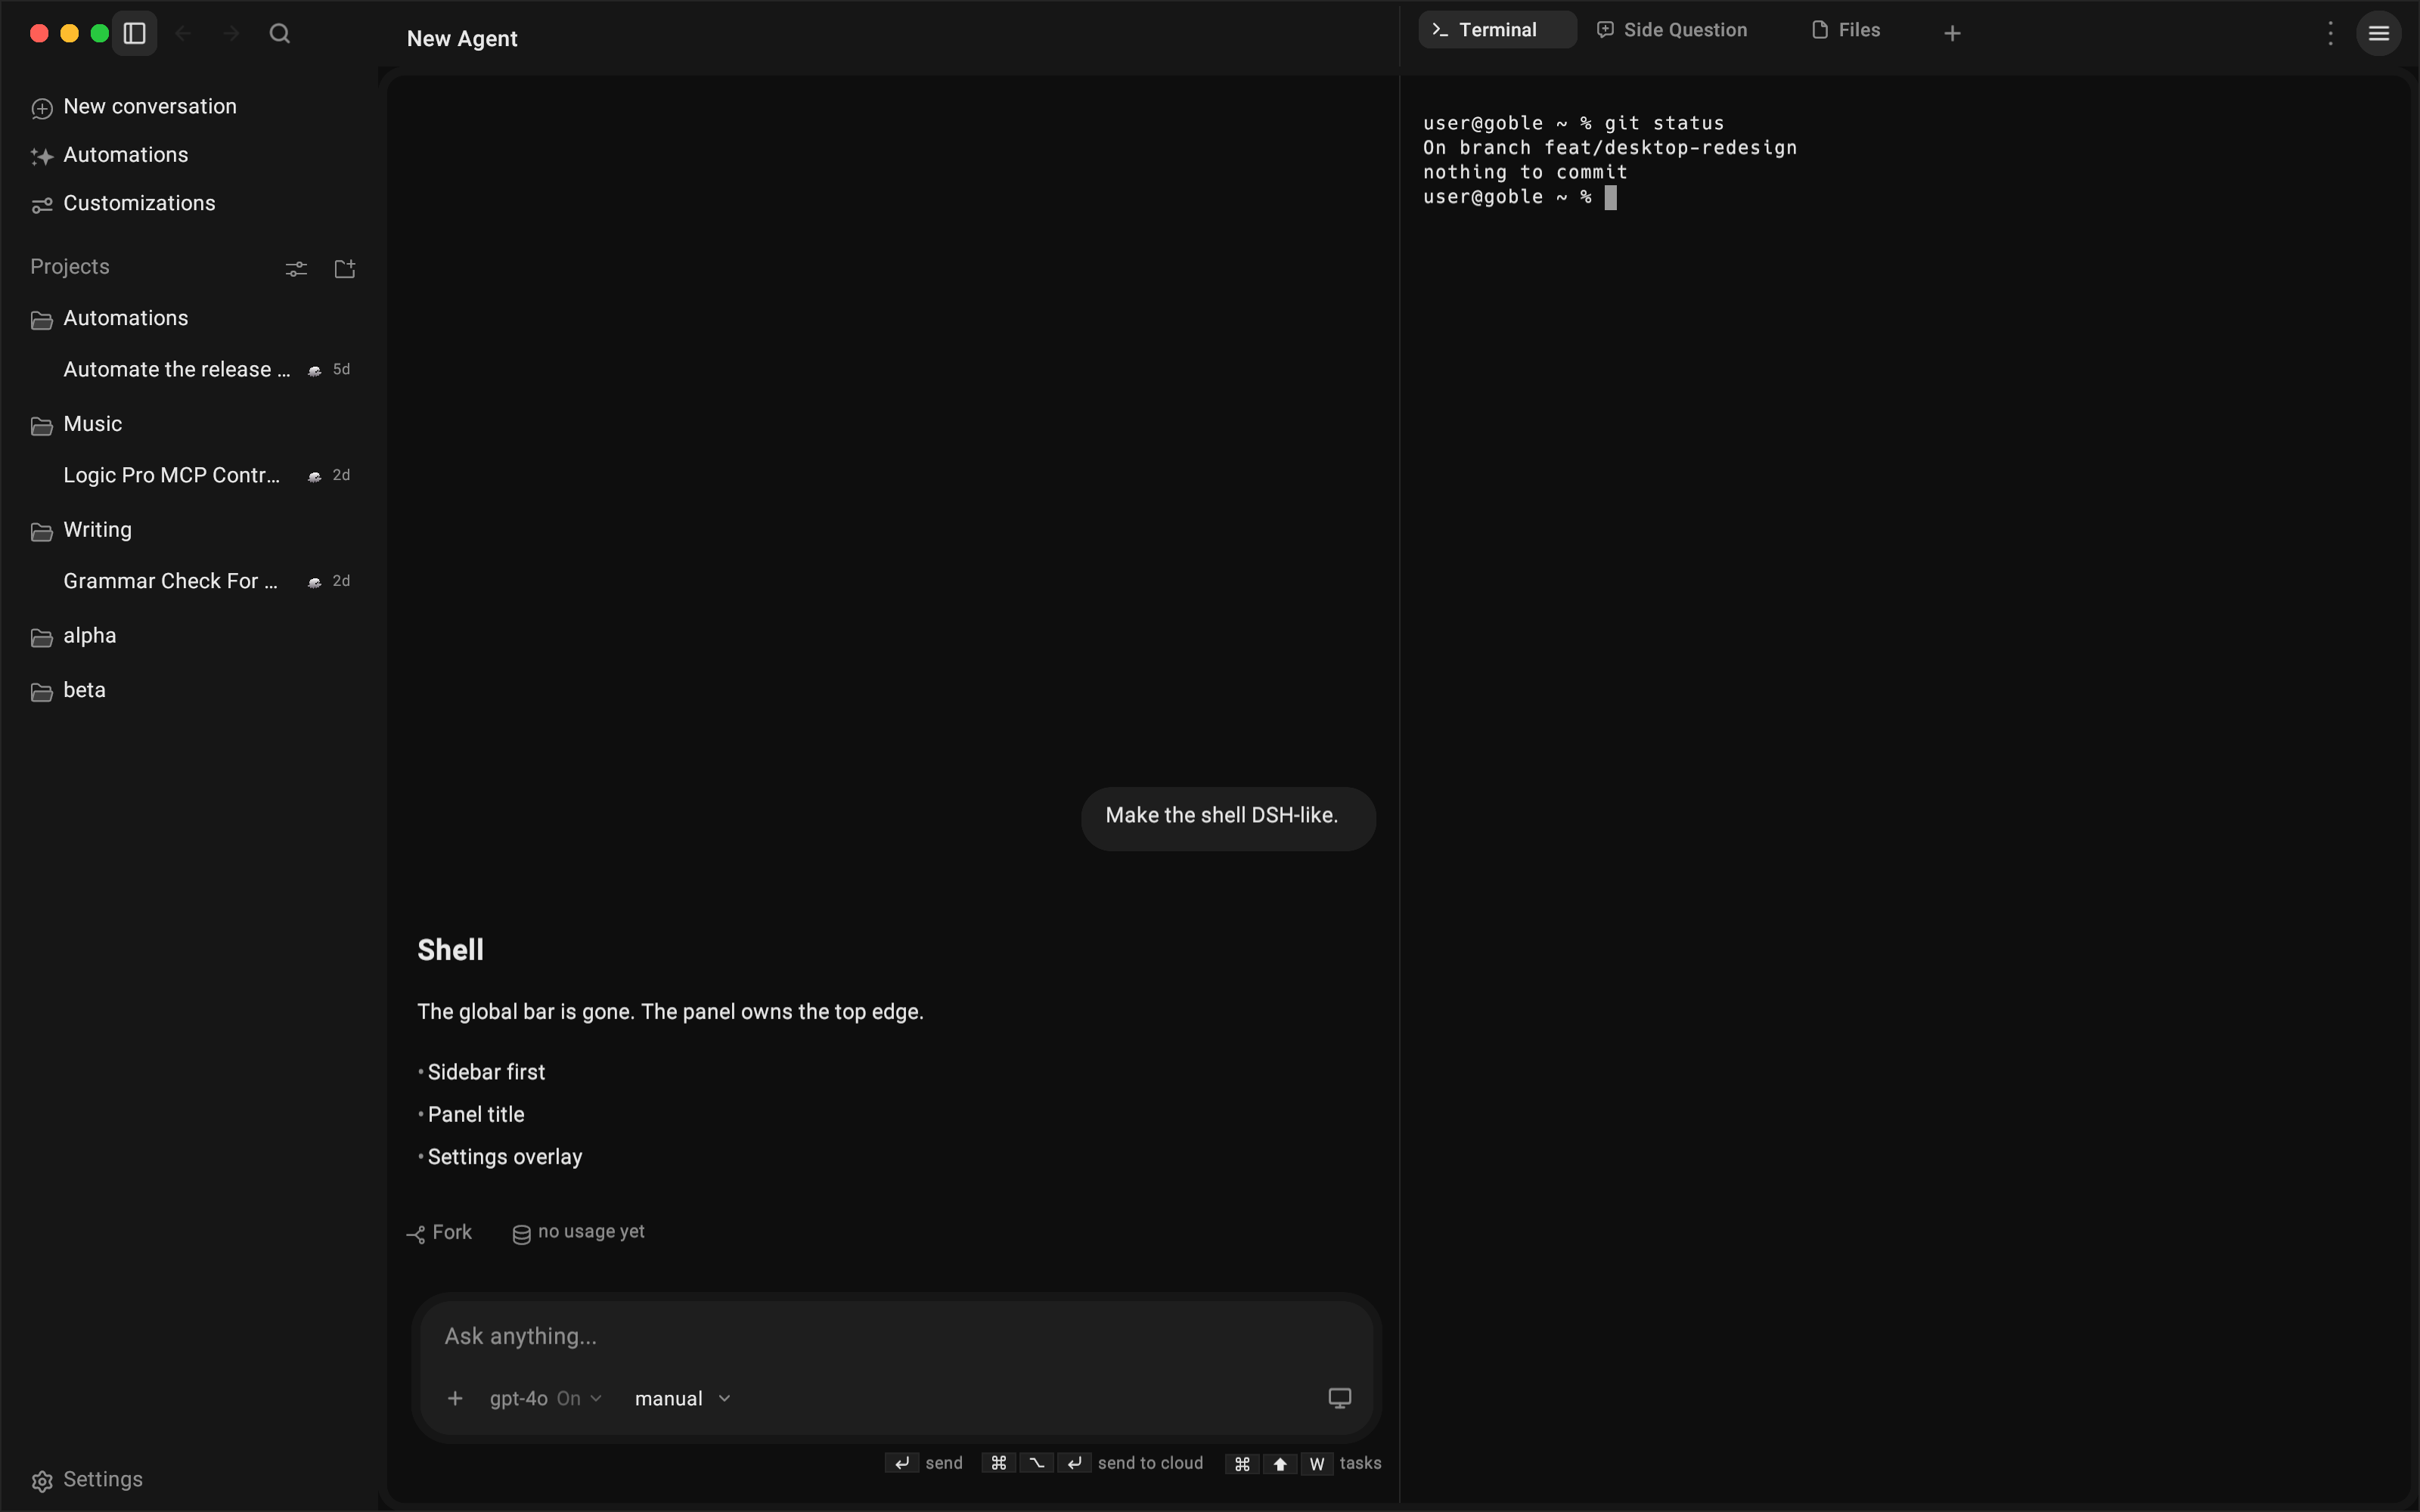 New Agent
Terminal
Side Question
Files
New conversation
Automations
Customizations
Projects
Automations
Automate the release ... 5d
Music
Logic Pro MCP Contr... 2d
Writing
Grammar Check For ... 2d
alpha
beta
Settings
Make the shell DSH-like.
Shell
The global bar is gone. The panel owns the top edge.
• Sidebar first
• Panel title
• Settings overlay
Fork
no usage yet
Ask anything...
+ gpt-4o On manual
↵ send ⌘ ⌥ ↵ send to cloud ⌘ ⬆ W tasks
user@goble ~ % git status
On branch feat/desktop-redesign
nothing to commit
user@goble ~ %